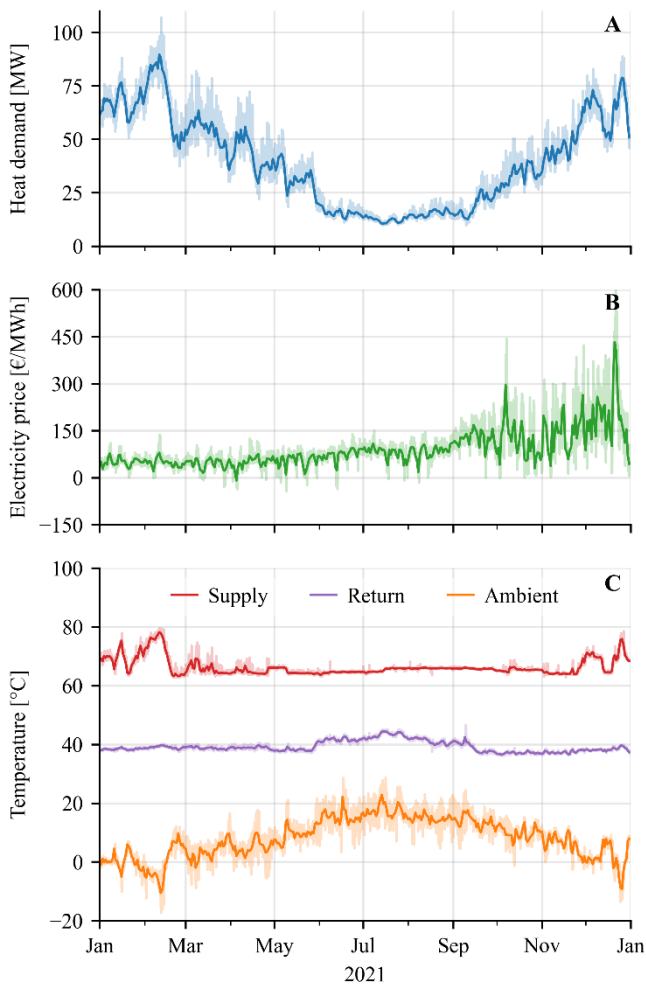 A
Heat demand [MW]
100
75
50
25
0
B
Electricity price [€/MWh]
600
450
300
150
0
−150
C
Supply Return Ambient
Temperature [°C]
100
80
60
40
20
0
−20
Jan Mar May Jul Sep Nov Jan
2021